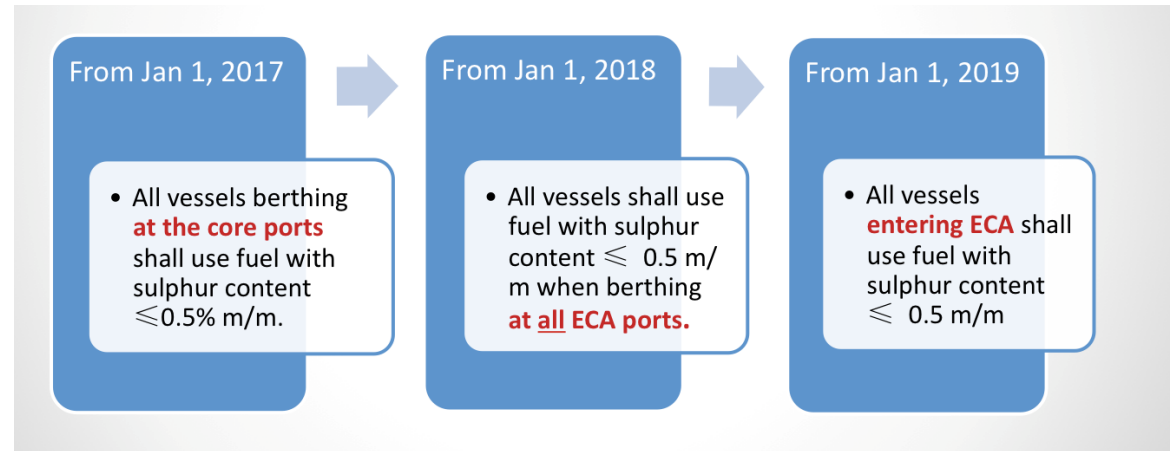 From Jan 1, 2017
• All vessels berthing
at the core ports
shall use fuel with
sulphur content
≤0.5% m/m.
From Jan 1, 2018
• All vessels shall use
fuel with sulphur
content ≤ 0.5 m/
m when berthing
at all ECA ports.
From Jan 1, 2019
• All vessels
entering ECA shall
use fuel with
sulphur content
≤ 0.5 m/m